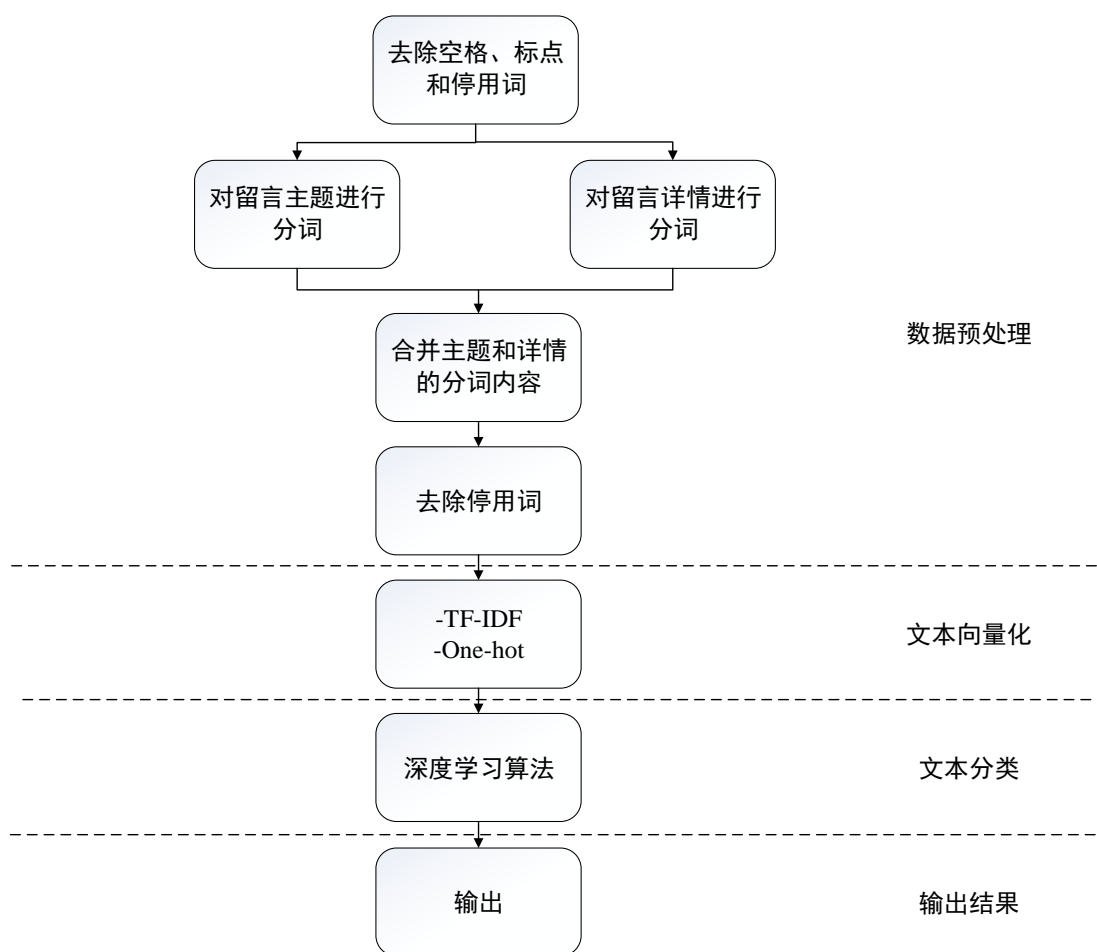 去除空格、标点
和停用词
对留言主题进行
分词
对留言详情进行
分词
数据预处理
合并主题和详情
的分词内容
去除停用词
-TF-IDF
-One-hot
文本向量化
深度学习算法
文本分类
输出
输出结果